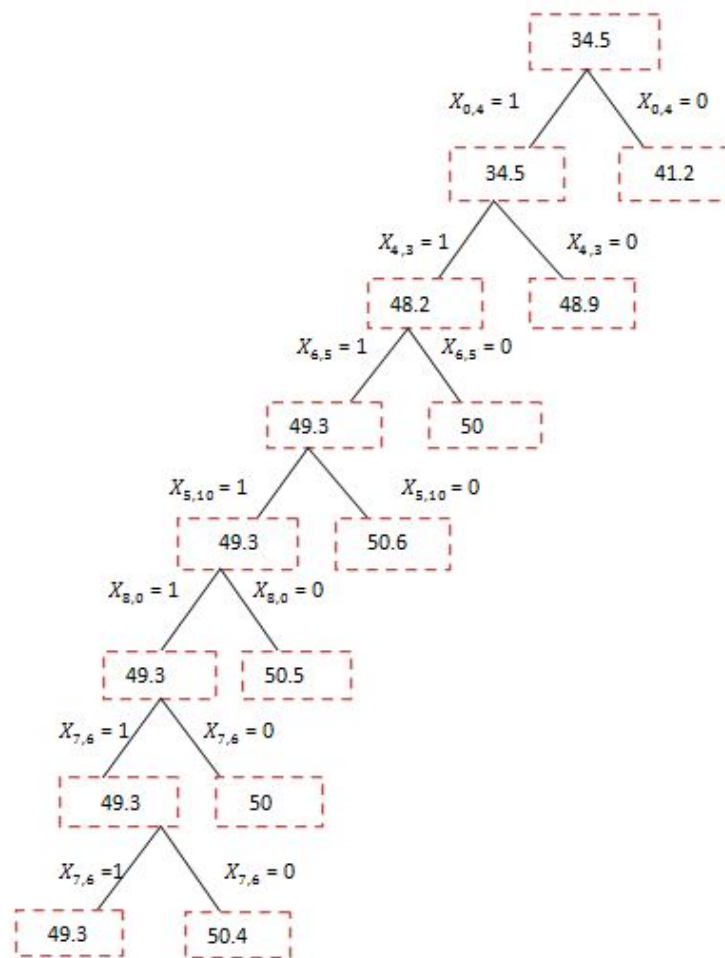 34.5
X₀,₄ = 1
X₀,₄ = 0
34.5
41.2
X₄,₃ = 1
X₄,₃ = 0
48.2
48.9
X₆,₅ = 1
X₆,₅ = 0
49.3
50
X₅,₁₀ = 1
X₅,₁₀ = 0
49.3
50.6
X₈,₀ = 1
X₈,₀ = 0
49.3
50.5
X₇,₆ = 1
X₇,₆ = 0
49.3
50
X₇,₆ =1
X₇,₆ = 0
49.3
50.4